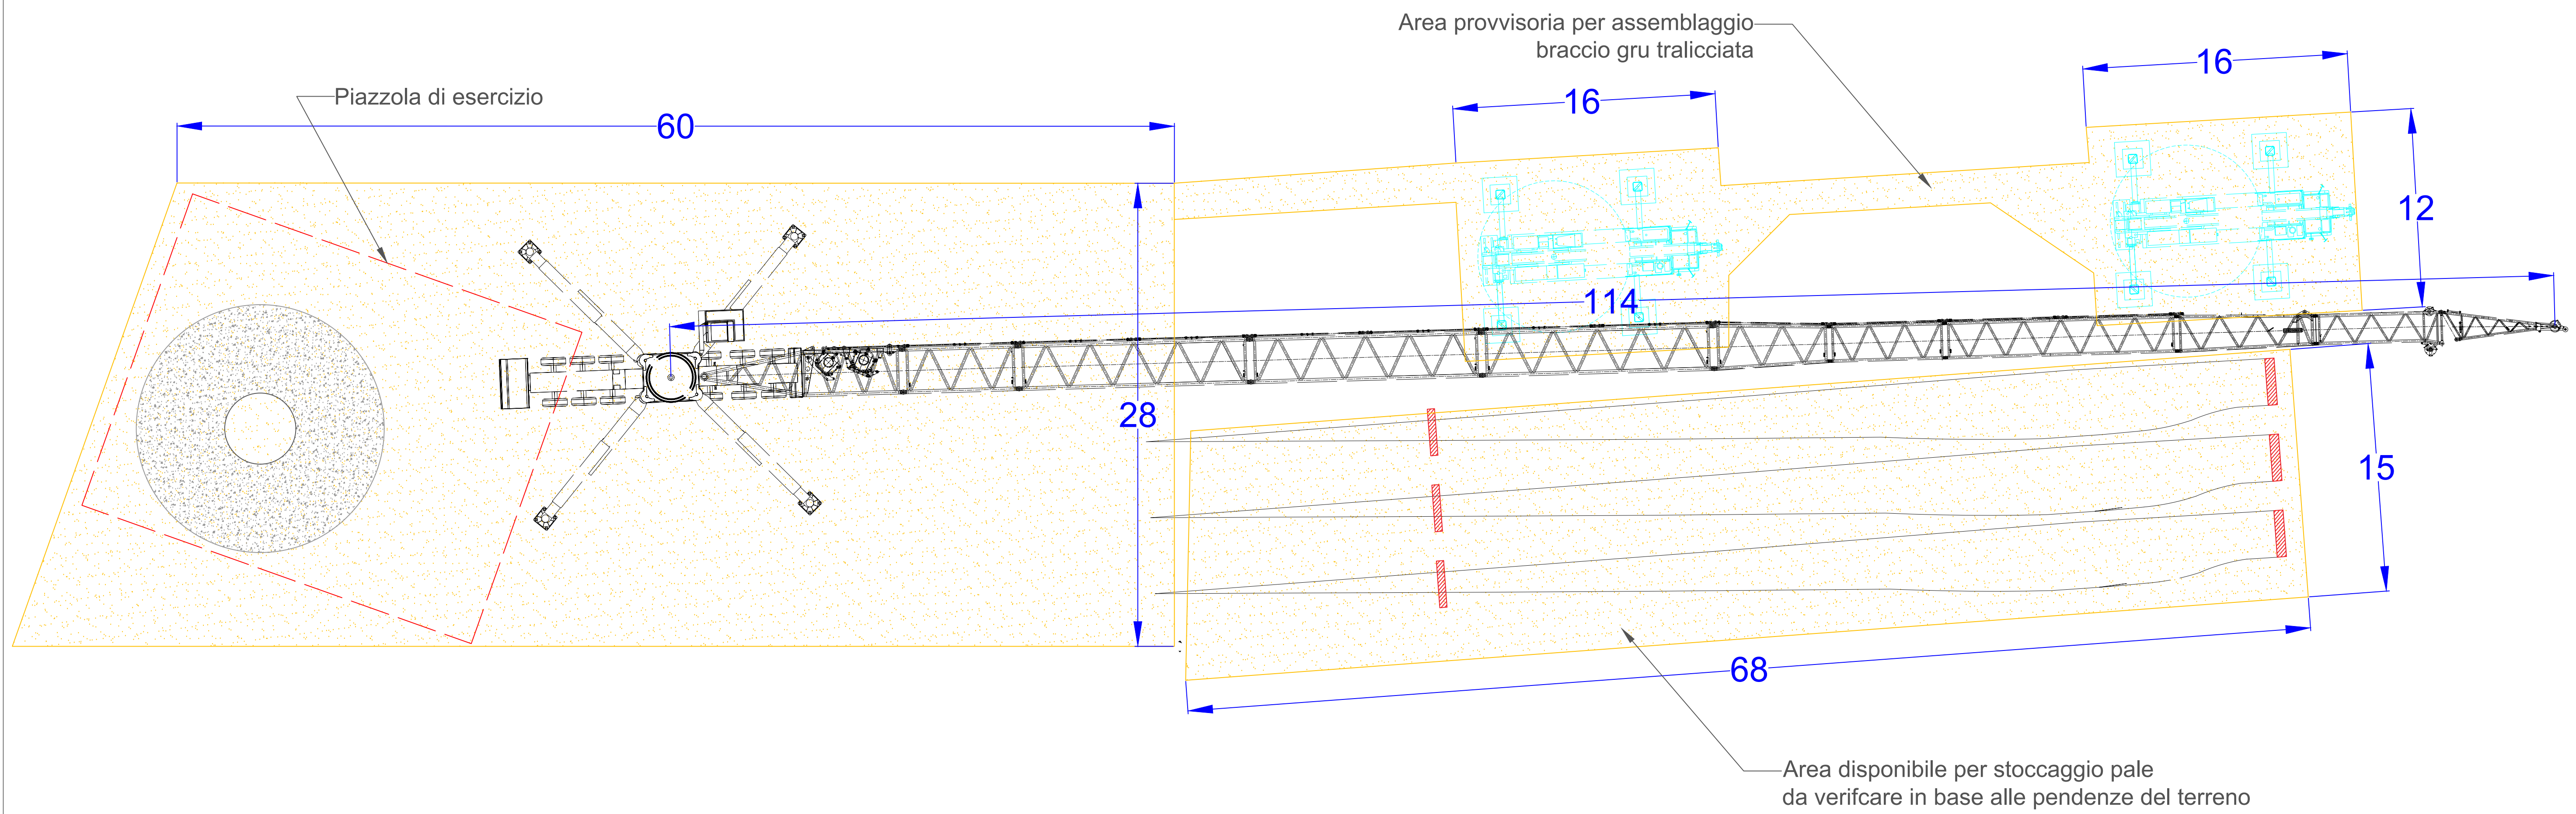 Area provvisoria per assemblaggio
braccio gru tralicciata
16
16
Piazzola di esercizio
60
12
114
28
15
68
Area disponibile per stoccaggio pale
da verifcare in base alle pendenze del terreno